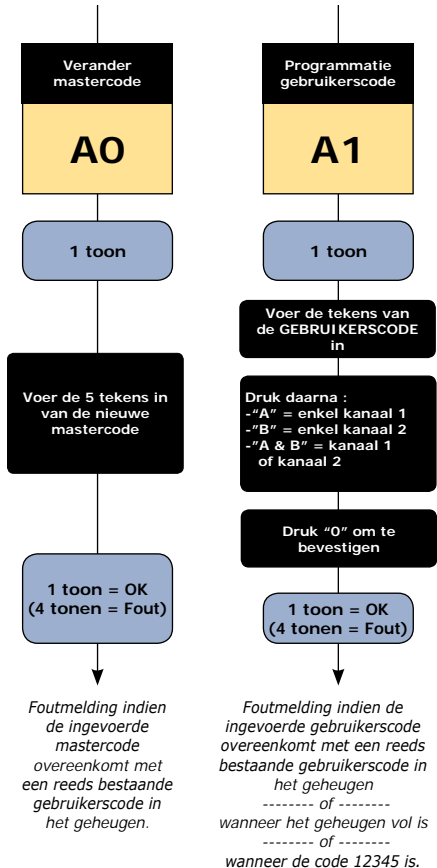 Verander
mastercode
A0
1 toon
Voer de 5 tekens in
van de nieuwe
mastercode
1 toon = OK
(4 tonen = Fout)
Foutmelding indien
de ingevoerde
mastercode
overeenkomt met
een reeds bestaande
gebruikerscode in
het geheugen.
Programmatie
gebruikerscode
A1
1 toon
Voer de tekens van
de GEBRUIKERSCODE
in
Druk daarna :
-“A” = enkel kanaal 1
-”B” = enkel kanaal 2
-”A & B” = kanaal 1
of kanaal 2
Druk “0” om te
bevestigen
1 toon = OK
(4 tonen = Fout)
Foutmelding indien de
ingevoerde gebruikerscode
overeenkomt met een reeds
bestaande gebruikerscode in
het geheugen
-------- of --------
wanneer het geheugen vol is
-------- of --------
wanneer de code 12345 is.